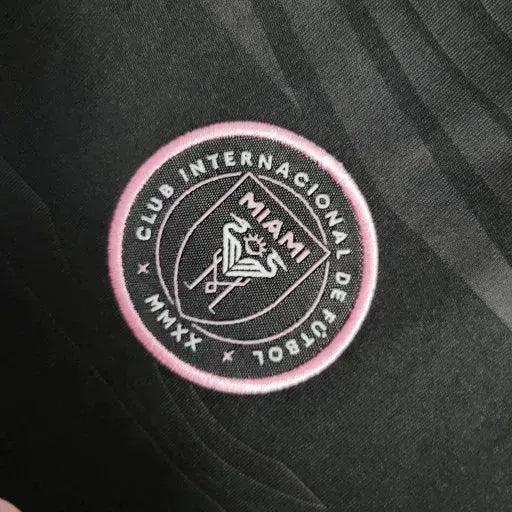 CLUB INTERNACIONAL DE FÚTBOL
MMXX
MIAMI